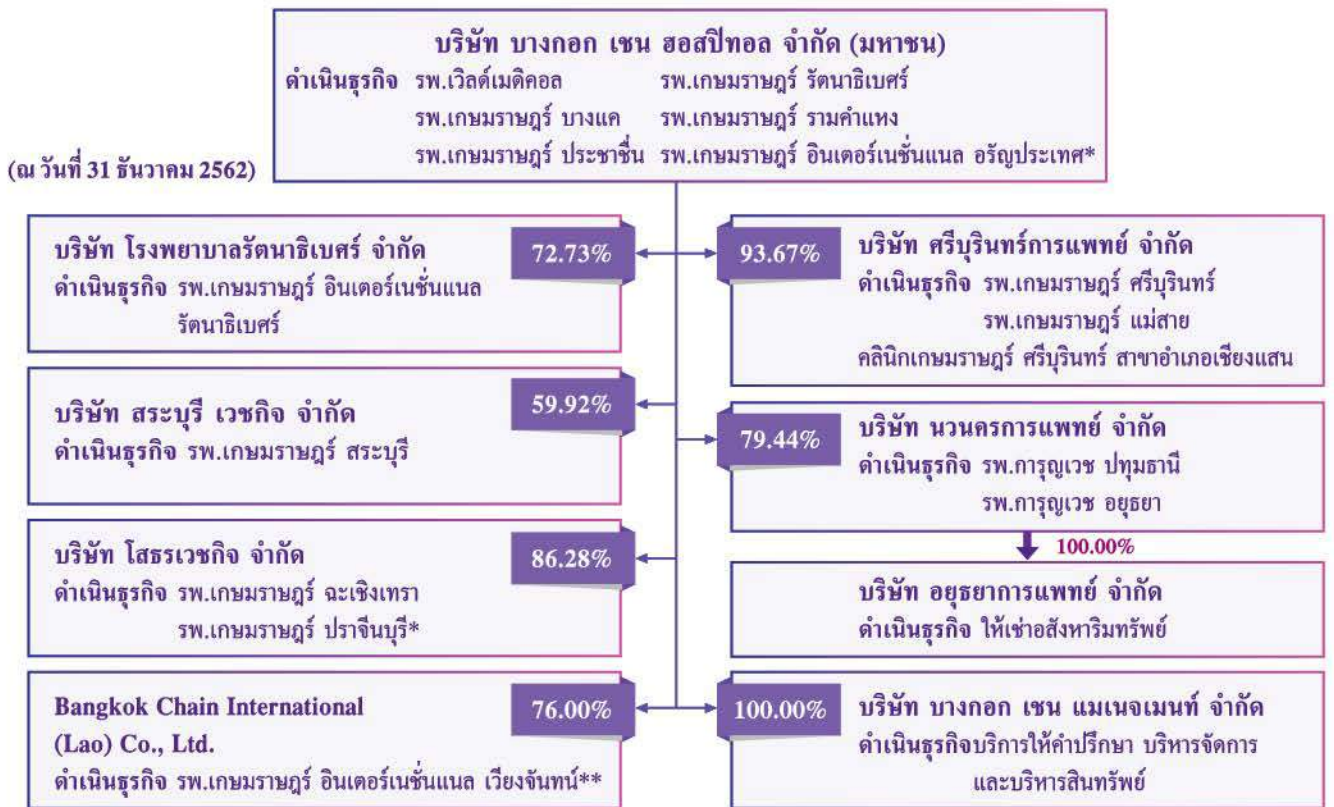 บริษัท บางกอก เชน ฮอสปิทอล จำกัด (มหาชน)
ดำเนินธุรกิจ รพ.เวิลด์เมดิคอล รพ.เกษมราษฎร์ รัตนาธิเบศร์
รพ.เกษมราษฎร์ บางแค รพ.เกษมราษฎร์ รามคำแหง
รพ.เกษมราษฎร์ ประชาชื่น รพ.เกษมราษฎร์ อินเตอร์เนชั่นแนล อรัญประเทศ*
(ณ วันที่ 31 ธันวาคม 2562)
บริษัท โรงพยาบาลรัตนาธิเบศร์ จำกัด
ดำเนินธุรกิจ รพ.เกษมราษฎร์ อินเตอร์เนชั่นแนล
รัตนาธิเบศร์
72.73%
93.67%
บริษัท ศรีบุรินทร์การแพทย์ จำกัด
ดำเนินธุรกิจ รพ.เกษมราษฎร์ ศรีบุรินทร์
รพ.เกษมราษฎร์ แม่สาย
คลินิกเกษมราษฎร์ ศรีบุรินทร์ สาขาอำเภอเชียงแสน
บริษัท สระบุรี เวชกิจ จำกัด
ดำเนินธุรกิจ รพ.เกษมราษฎร์ สระบุรี
59.92%
79.44%
บริษัท นวนครการแพทย์ จำกัด
ดำเนินธุรกิจ รพ.การุญเวช ปทุมธานี
รพ.การุญเวช อยุธยา
100.00%
บริษัท โสธรเวชกิจ จำกัด
ดำเนินธุรกิจ รพ.เกษมราษฎร์ ฉะเชิงเทรา
รพ.เกษมราษฎร์ ปราจีนบุรี*
86.28%
บริษัท อยุธยาการแพทย์ จำกัด
ดำเนินธุรกิจ ให้เช่าอสังหาริมทรัพย์
Bangkok Chain International
(Lao) Co., Ltd.
ดำเนินธุรกิจ รพ.เกษมราษฎร์ อินเตอร์เนชั่นแนล เวียงจันทน์**
76.00%
100.00%
บริษัท บางกอก เชน แมเนจเมนท์ จำกัด
ดำเนินธุรกิจบริการให้คำปรึกษา บริหารจัดการ
และบริหารสินทรัพย์